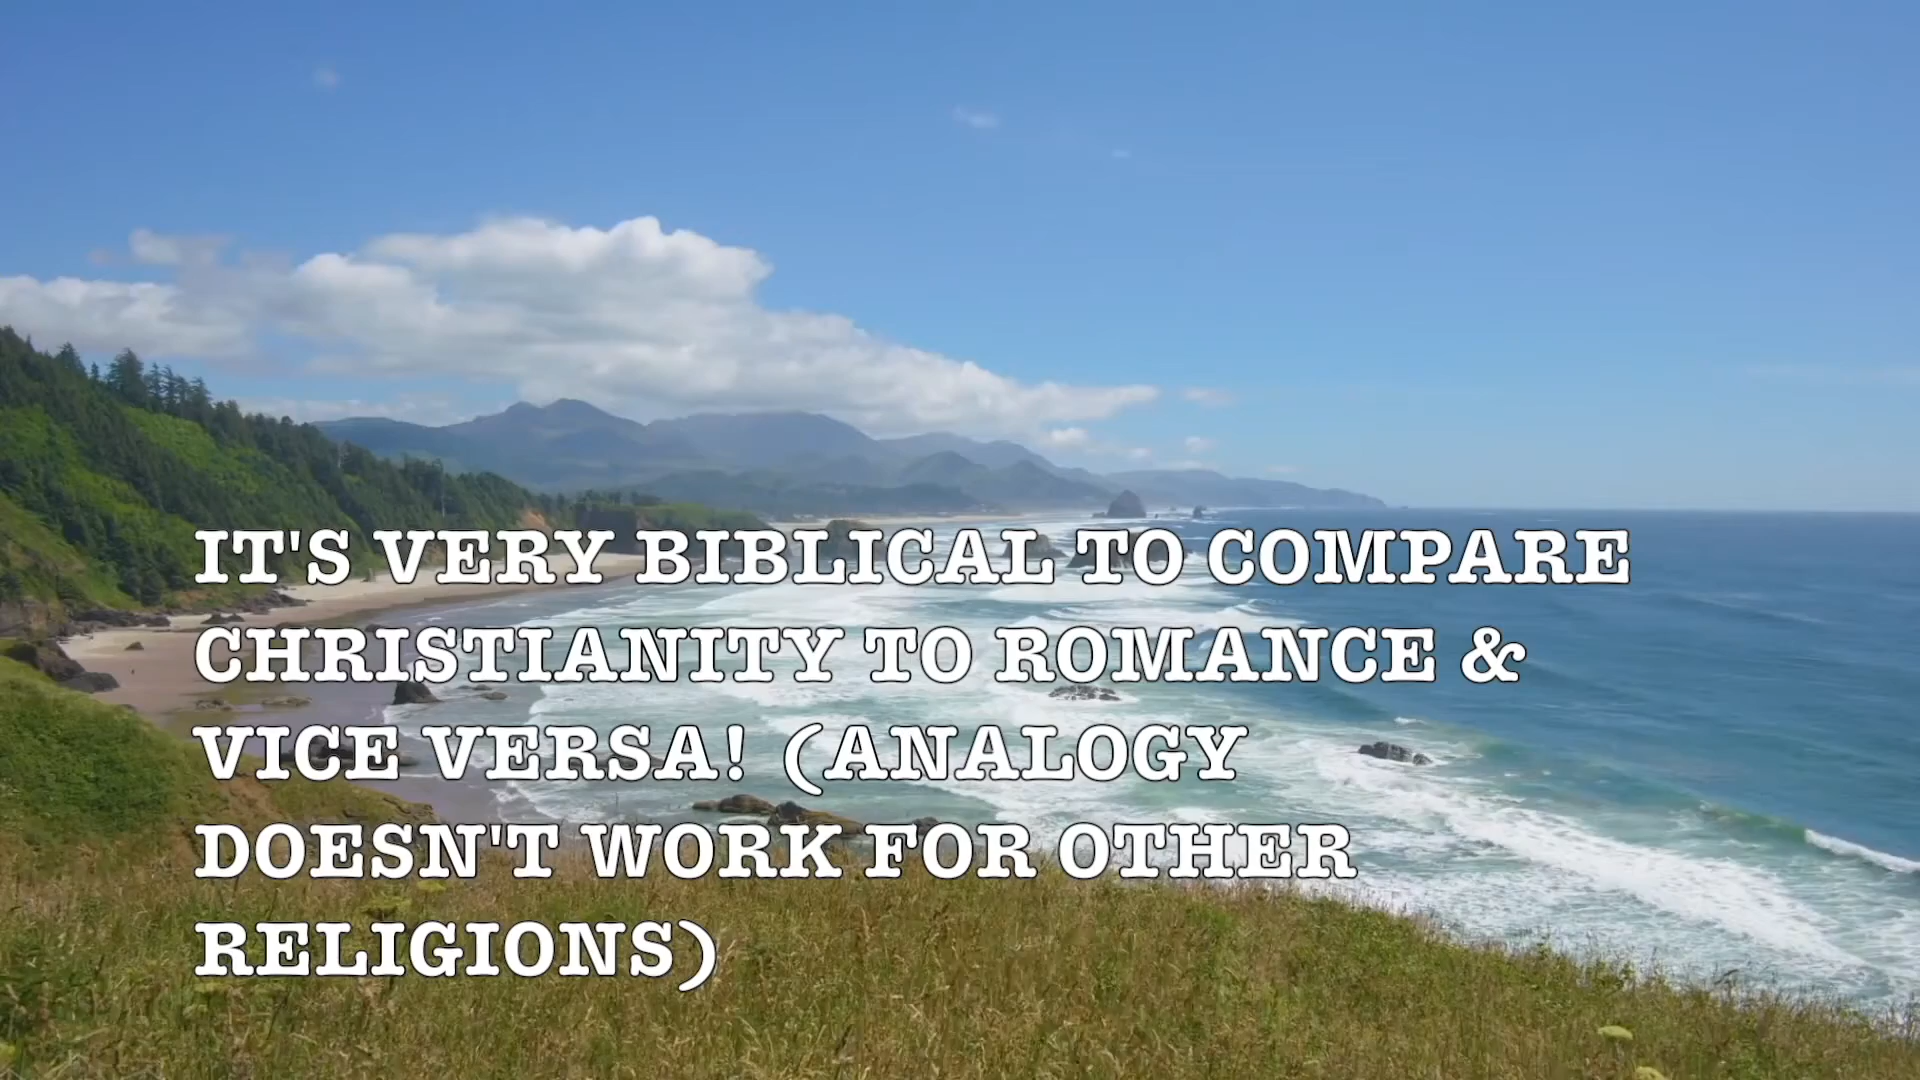 IT'S VERY BIBLICAL TO COMPARE
CHRISTIANITY TO ROMANCE &
VICE VERSA! (ANALOGY
DOESN'T WORK FOR OTHER
RELIGIONS)